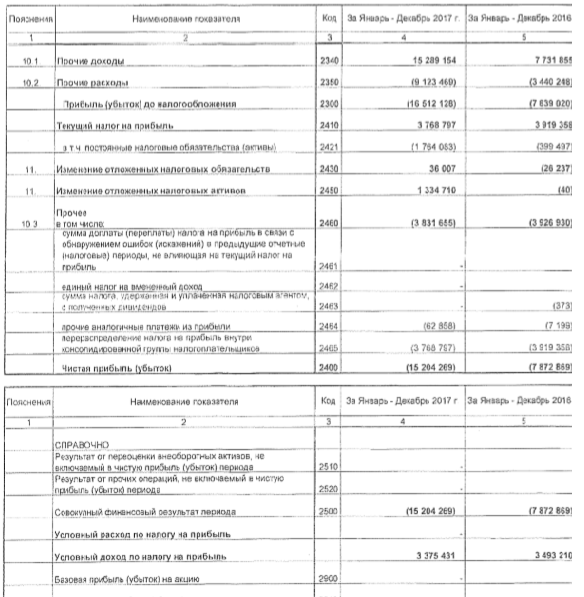 Пояснения Наименование показателя Код За Январь - Декабрь 2017 г. За Январь - Декабрь 2016
1 2 3 4 5
10.1 Прочие доходы 2340 15 289 154 7 731 855
10.2 Прочие расходы 2350 (9 123 469) (3 440 248)
Прибыль (убыток) до налогообложения 2300 (16 512 128) (7 639 020)
Текущий налог на прибыль 2410 3 768 797 3 919 358
в т.ч. постоянные налоговые обязательства (активы) 2421 (1 764 083) (399 437)
11. Изменение отложенных налоговых обязательств 2430 36 007 (26 237)
11. Изменение отложенных налоговых активов 2450 1 334 710 (40)
10.3 Прочее 2460 (3 831 655) (3 926 930)
в том числе:
сумма доплаты (переплаты) налога на прибыль в связи с
обнаружением ошибок (искажений) в предыдущие отчетные
(налоговые) периоды, не влияющая на текущий налог на
прибыль 2461 -
единый налог на вмененный доход 2462 -
сумма налога, удержанная и уплаченная налоговым агентом,
с полученных дивидендов 2463 - (373)
прочие аналогичные платежи из прибыли 2464 (62 858) (7 199)
перераспределение налога на прибыль внутри
консолидированной группы налогоплательщиков 2465 (3 768 797) (3 919 358)
Чистая прибыль (убыток) 2400 (15 204 269) (7 872 869)
Пояснения Наименование показателя Код За Январь - Декабрь 2017 г За Январь - Декабрь 2016
1 2 3 4 5
СПРАВОЧНО
Результат от переоценки внеоборотных активов, не
включаемый в чистую прибыль (убыток) периода 2510 -
Результат от прочих операций, не включаемый в чистую
прибыль (убыток) периода 2520 -
Совокупный финансовый результат периода 2500 (15 204 269) (7 872 869)
Условный расход по налогу на прибыль -
Условный доход по налогу на прибыль 3 375 431 3 493 210
Базовая прибыль (убыток) на акцию 2900 -